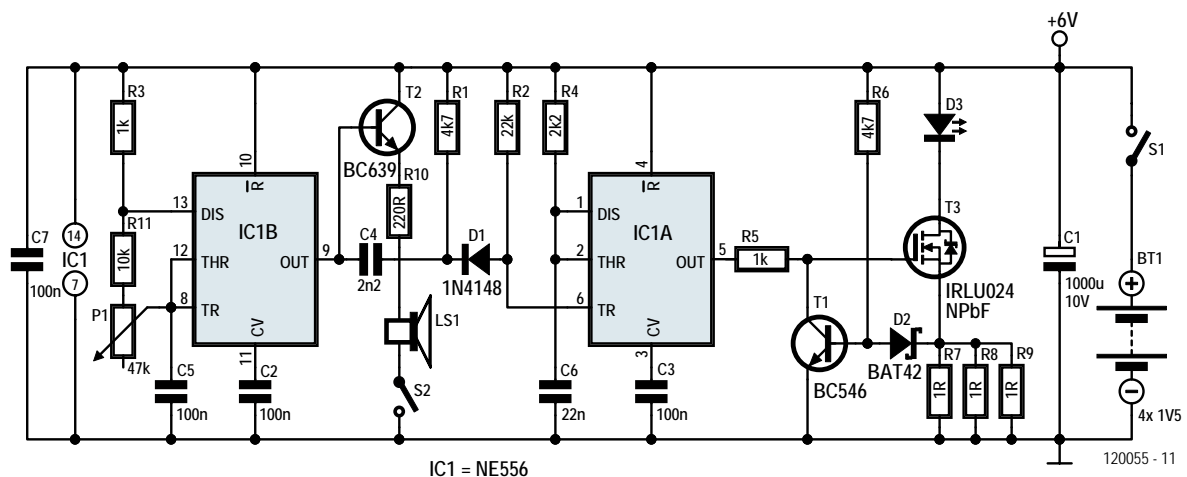 +6V
R3
1k
T2
BC639
R1
4k7
R2
22k
R4
2k2
R6
4k7
D3
S1
10
R
4
R
R10
220R
T3
IRLU024
NPbF
C7
100n
14
IC1
7
R11
10k
P1
47k
13
DIS
12
THR
8
TR
IC1B
OUT
9
CV
11
C4
2n2
D1
1N4148
1
DIS
2
THR
6
TR
IC1A
OUT
5
CV
3
R5
1k
T1
BC546
D2
BAT42
R7
1R
R8
1R
R9
1R
C1
1000u
10V
BT1
+
−
4x 1V5
LS1
S2
C5
100n
C2
100n
C6
22n
C3
100n
IC1 = NE556
120055 - 11